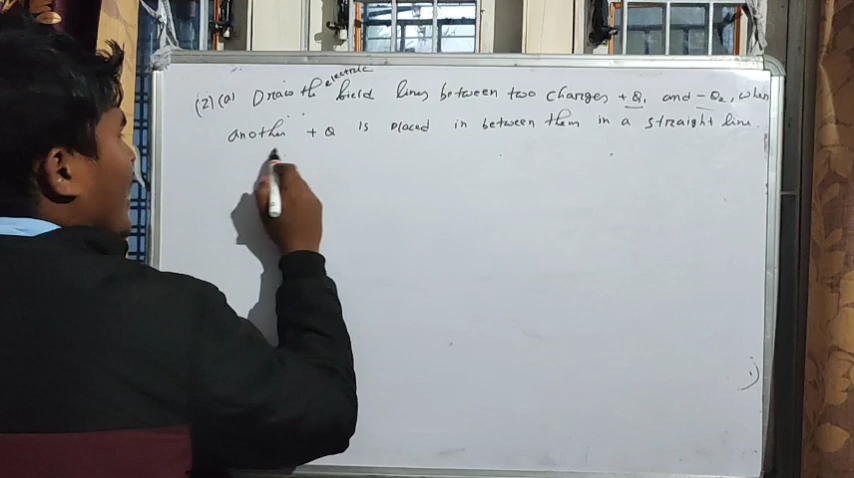 (2) (a) Draw the electric field lines between two charges +Q₁ and -Q₂, when
another +Q is placed in between them in a straight line.